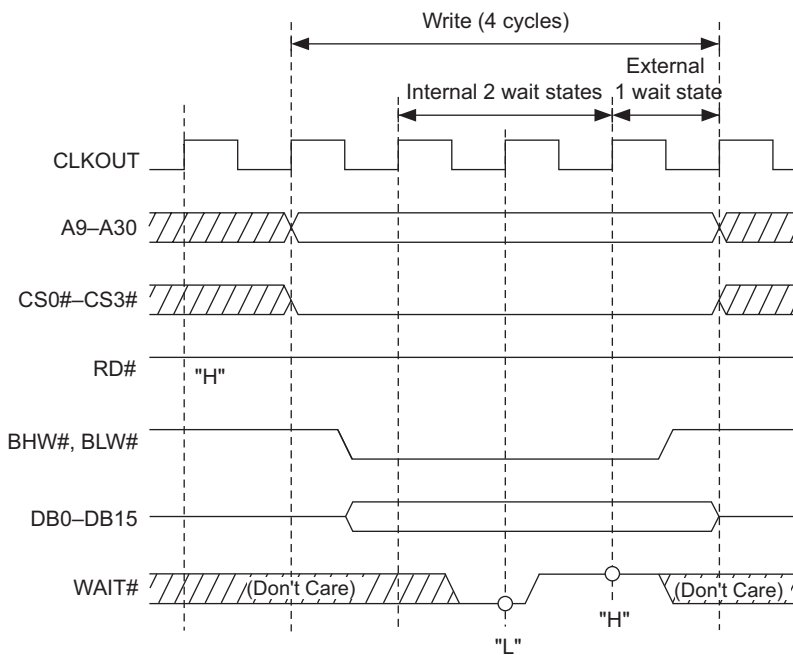 Write (4 cycles)
External
Internal 2 wait states
1 wait state
CLKOUT
A9–A30
CS0#–CS3#
RD#
"H"
BHW#, BLW#
DB0–DB15
WAIT#
(Don't Care)
(Don't Care)
"L"
"H"